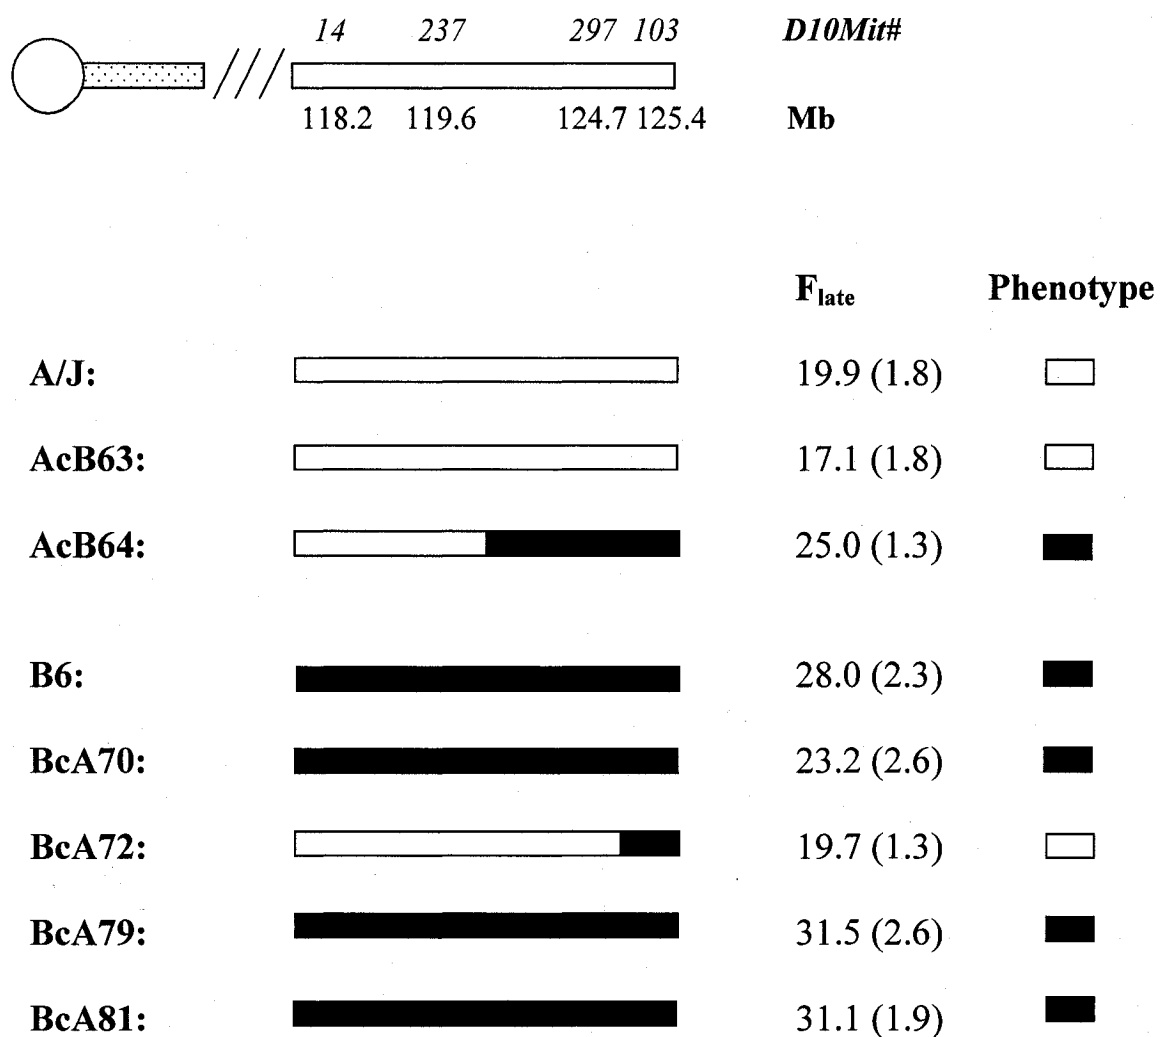 14 237 297 103 D10Mit#
118.2 119.6 124.7 125.4 Mb
Flate Phenotype
A/J: 19.9 (1.8)
AcB63: 17.1 (1.8)
AcB64: 25.0 (1.3)
B6: 28.0 (2.3)
BcA70: 23.2 (2.6)
BcA72: 19.7 (1.3)
BcA79: 31.5 (2.6)
BcA81: 31.1 (1.9)